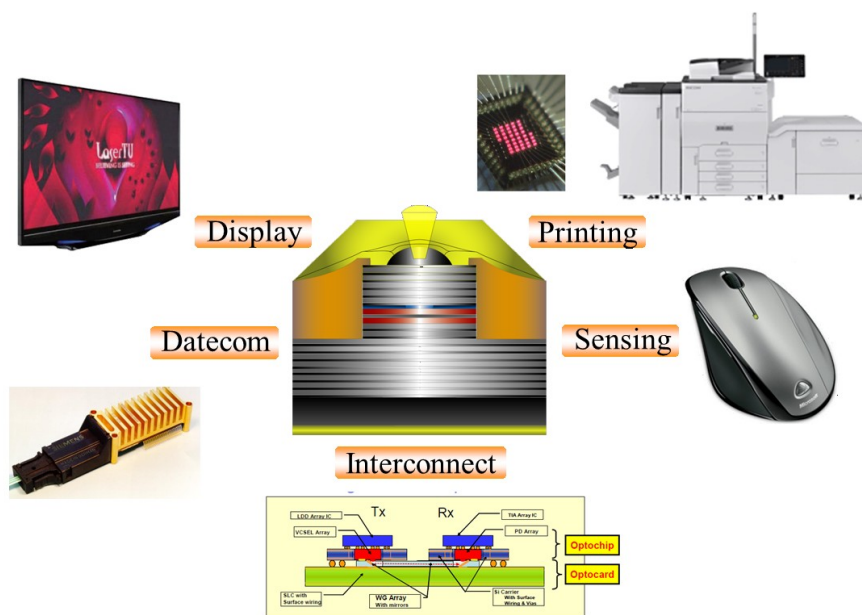 LaserTV
Display
Printing
Datecom
Sensing
Microsoft
Interconnect
Tx
Rx
LDD Array IC
TIA Array IC
VCSEL Array
PD Array
Optochip
Optocard
SLC with
Surface wiring
WG Array
With mirrors
Si Carrier
With Surface
Wiring & Vias